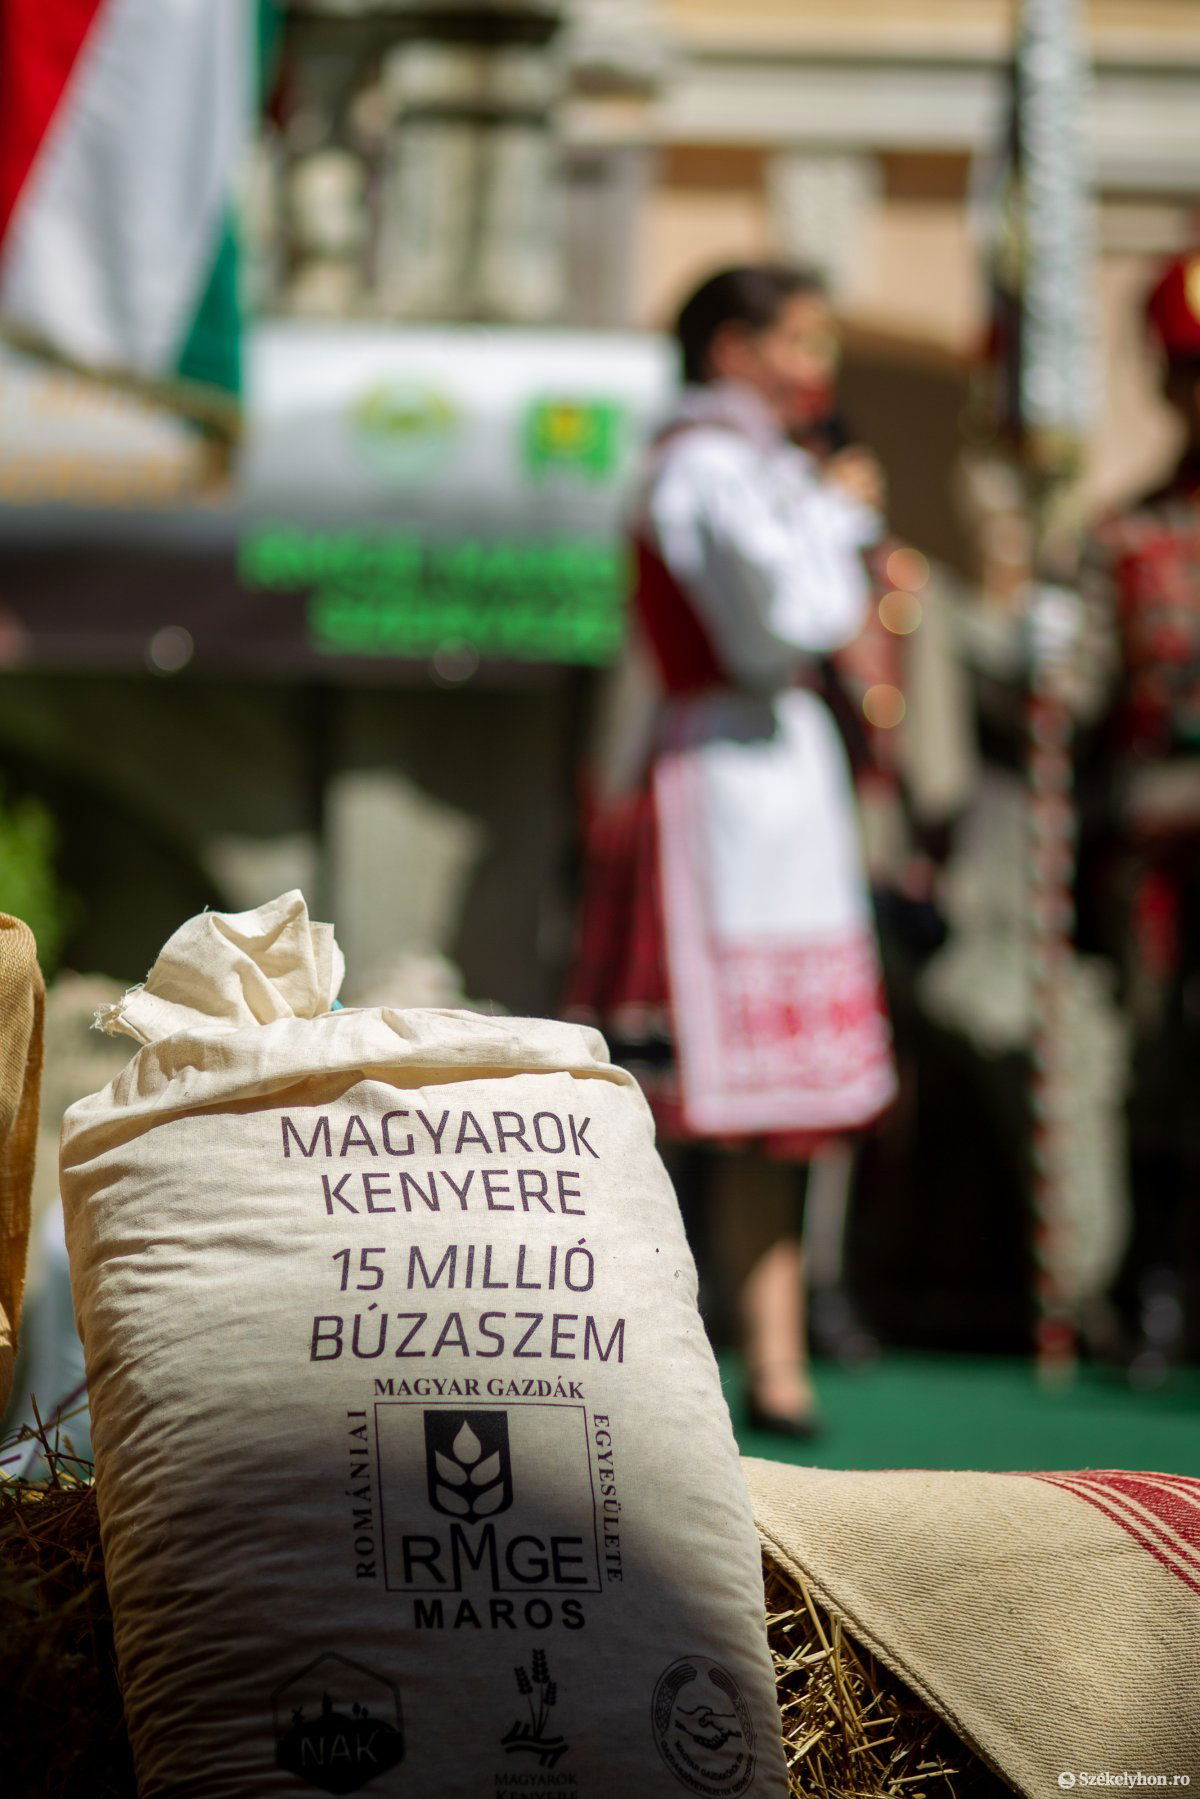 MAGYAROK
KENYERE
15 MILLIÓ
BÚZASZEM
MAGYAR GAZDÁK
ROMÁNIAI
EGYESÜLETE
RMGE
MAROS
NAK
MAGYAROK
KENYERE
Székelyhon.ro